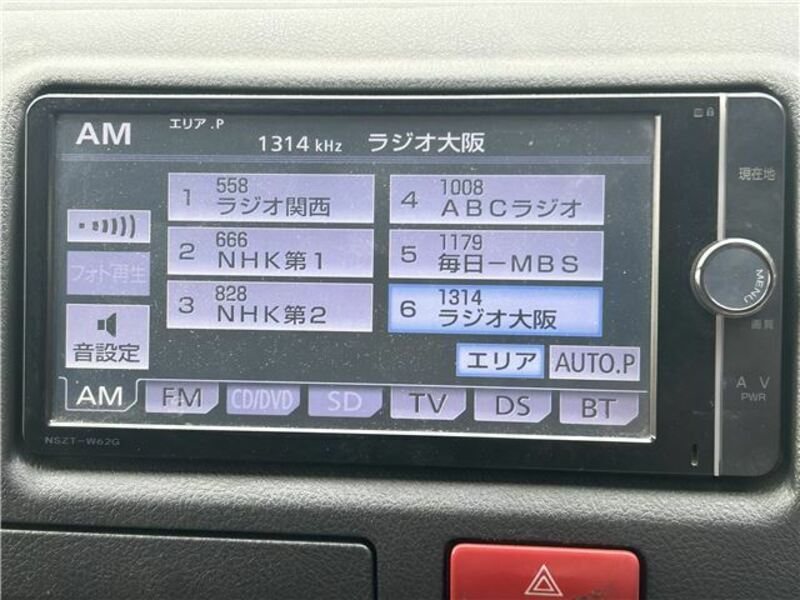 AM
エリア.P
1314 kHz ラジオ大阪
1 558 ラジオ関西
2 666 NHK第1
3 828 NHK第2
4 1008 ABCラジオ
5 1179 毎日-MBS
6 1314 ラジオ大阪
フォト再生
音設定
エリア
AUTO.P
AM FM CD/DVD SD TV DS BT
NSZT-W62G
現在地
MENU
画質
∧ ∨
PWR